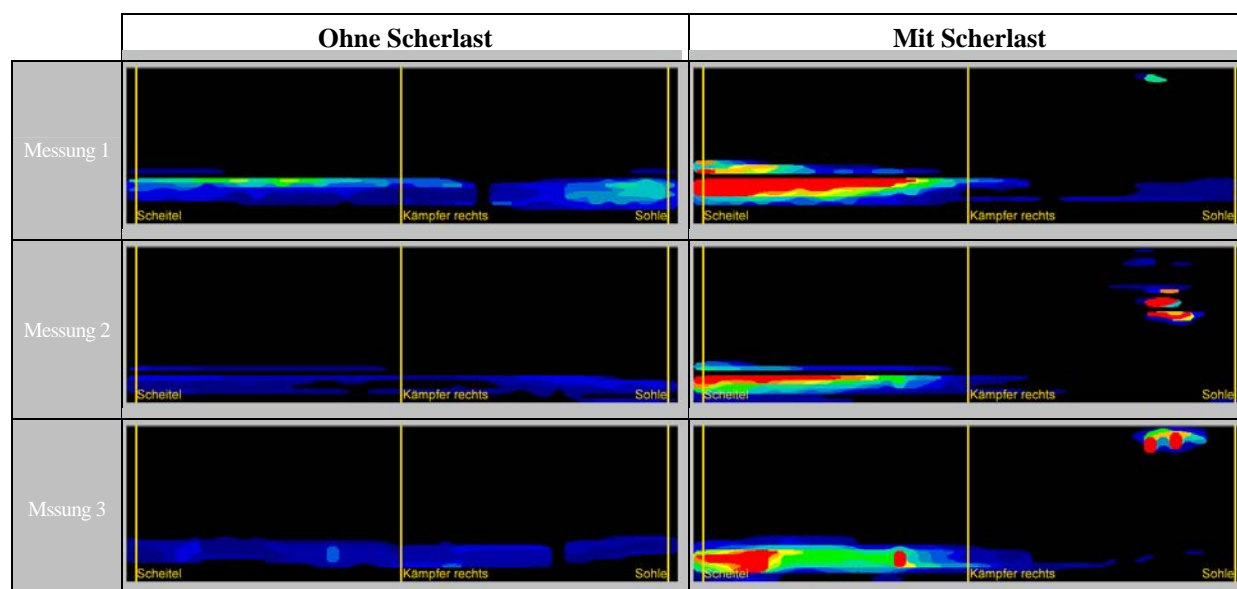 Ohne Scherlast Mit Scherlast
Messung 1
Scheitel Kämpfer rechts Sohle Scheitel Kämpfer rechts Sohle
Messung 2
Scheitel Kämpfer rechts Sohle Scheitel Kämpfer rechts Sohle
Mssung 3
Scheitel Kämpfer rechts Sohle Scheitel Kämpfer rechts Sohle